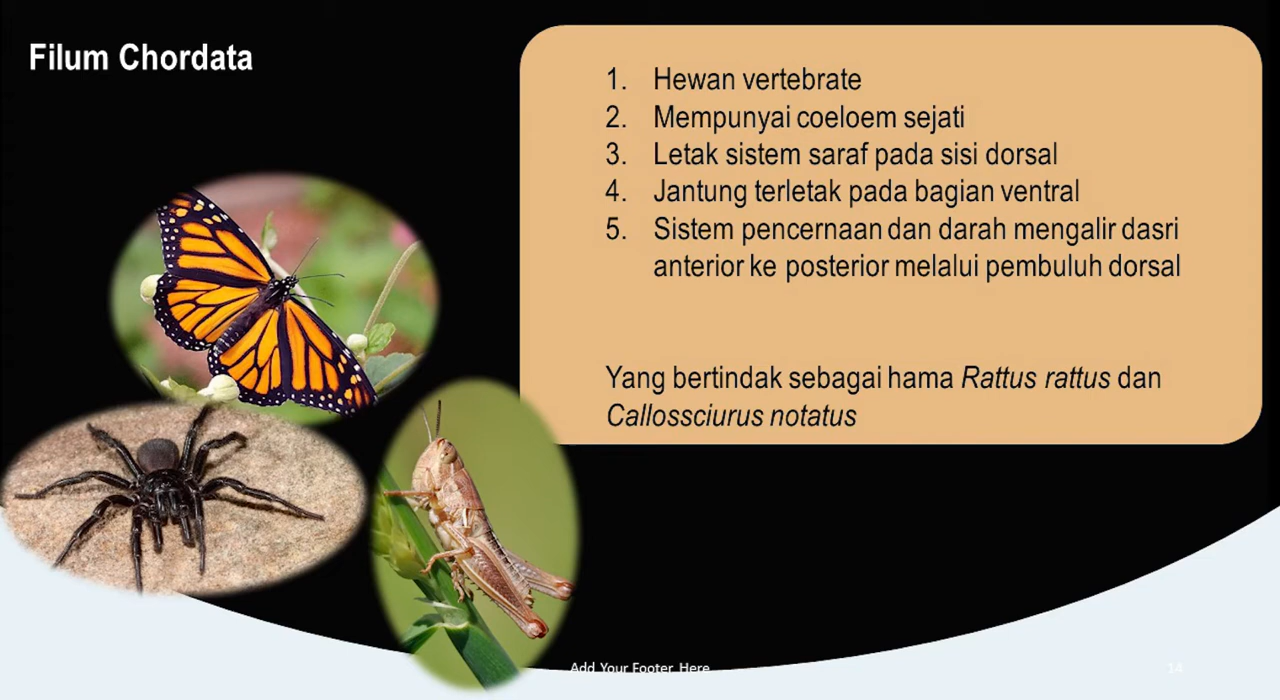 Filum Chordata
1. Hewan vertebrate
2. Mempunyai coeloem sejati
3. Letak sistem saraf pada sisi dorsal
4. Jantung terletak pada bagian ventral
5. Sistem pencernaan dan darah mengalir dasri
anterior ke posterior melalui pembuluh dorsal
Yang bertindak sebagai hama Rattus rattus dan
Callossciurus notatus
Add Your Footer Here
14